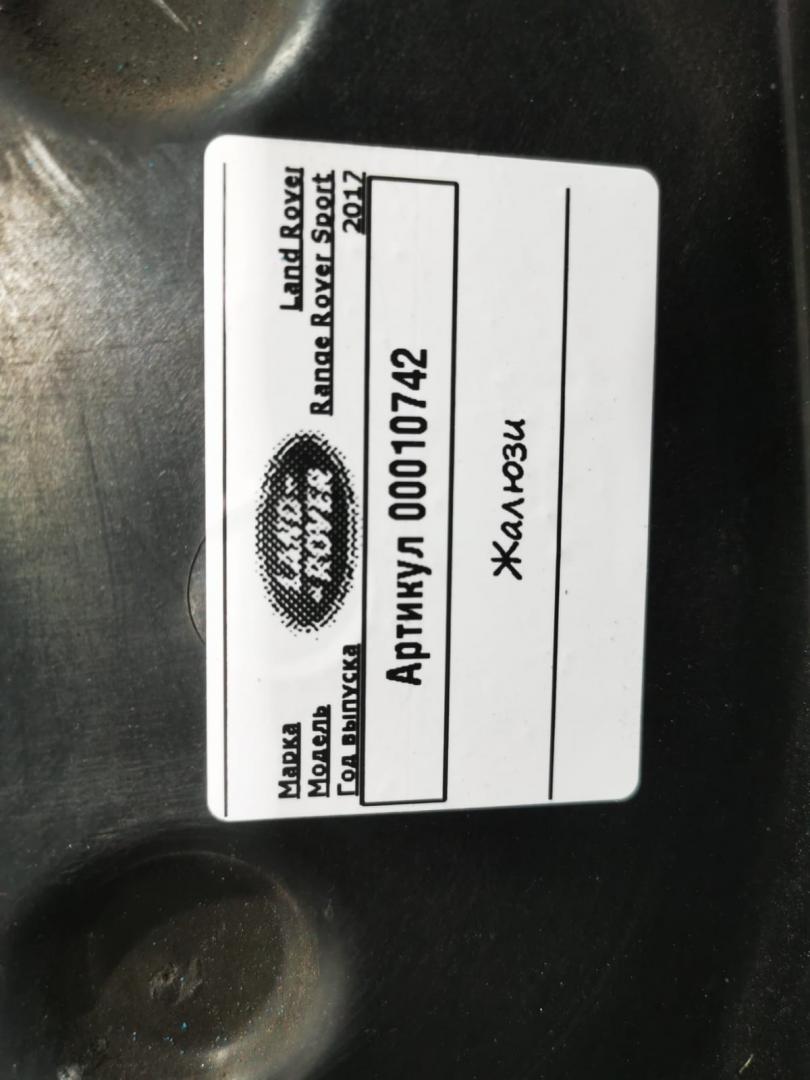 Марка Land Rover
Модель Range Rover Sport
Год выпуска 2017
LAND
ROVER
Артикул 00010742
Жалюзи